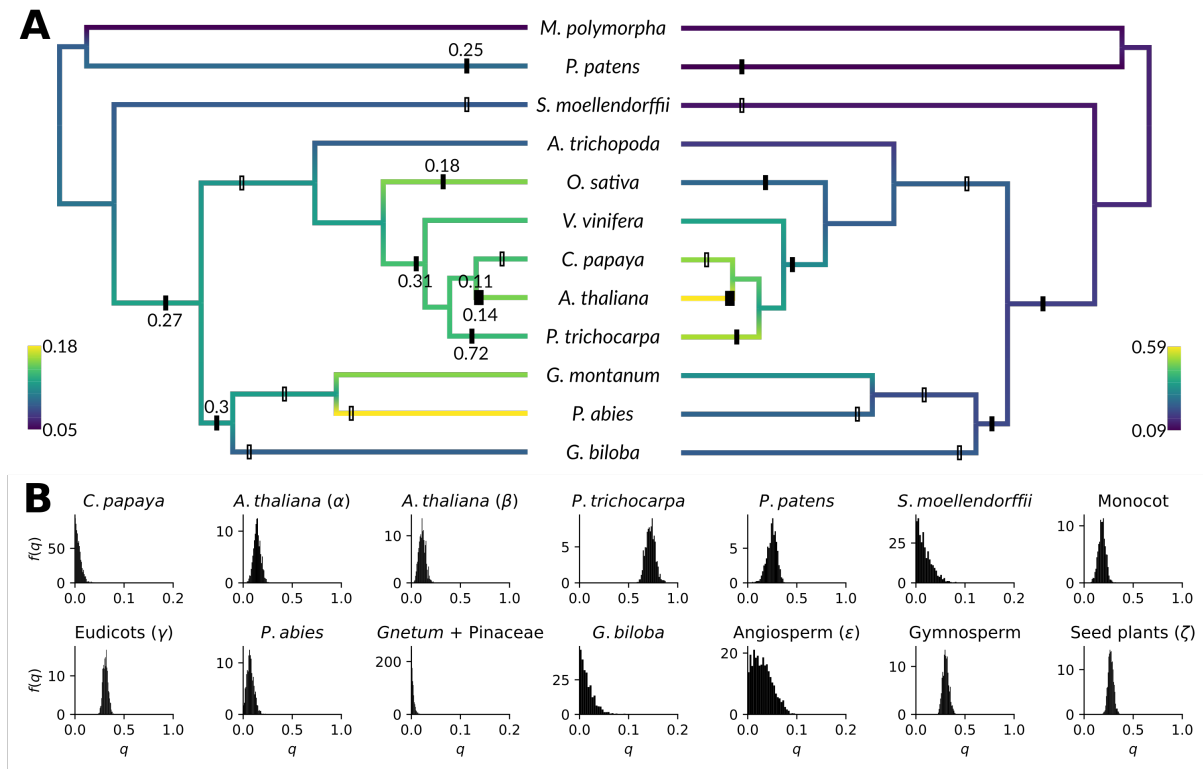 A
M. polymorpha
0.25
P. patens
S. moellendorffii
A. trichopoda
0.18
O. sativa
V. vinifera
0.31
C. papaya
0.11
A. thaliana
0.14
0.27
P. trichocarpa
0.72
0.18
0.59
G. montanum
0.3
P. abies
0.05
0.09
G. biloba
B
C. papaya
A. thaliana (α)
A. thaliana (β)
P. trichocarpa
P. patens
S. moellendorffii
Monocot
f(q)
50
0
0.0 0.1 0.2
10
0
0.0 0.5 1.0
10
0
0.0 0.5 1.0
5
0
0.0 0.5 1.0
5
0
0.0 0.5 1.0
25
0
0.0 0.1 0.2
10
0
0.0 0.5 1.0
Eudicots (γ)
P. abies
Gnetum + Pinaceae
G. biloba
Angiosperm (ε)
Gymnosperm
Seed plants (ζ)
f(q)
10
0
0.0 0.5 1.0
q
10
0
0.0 0.5 1.0
q
200
0
0.0 0.1 0.2
q
25
0
0.0 0.1 0.2
q
20
0
0.0 0.1 0.2
q
10
0
0.0 0.5 1.0
q
10
0
0.0 0.5 1.0
q